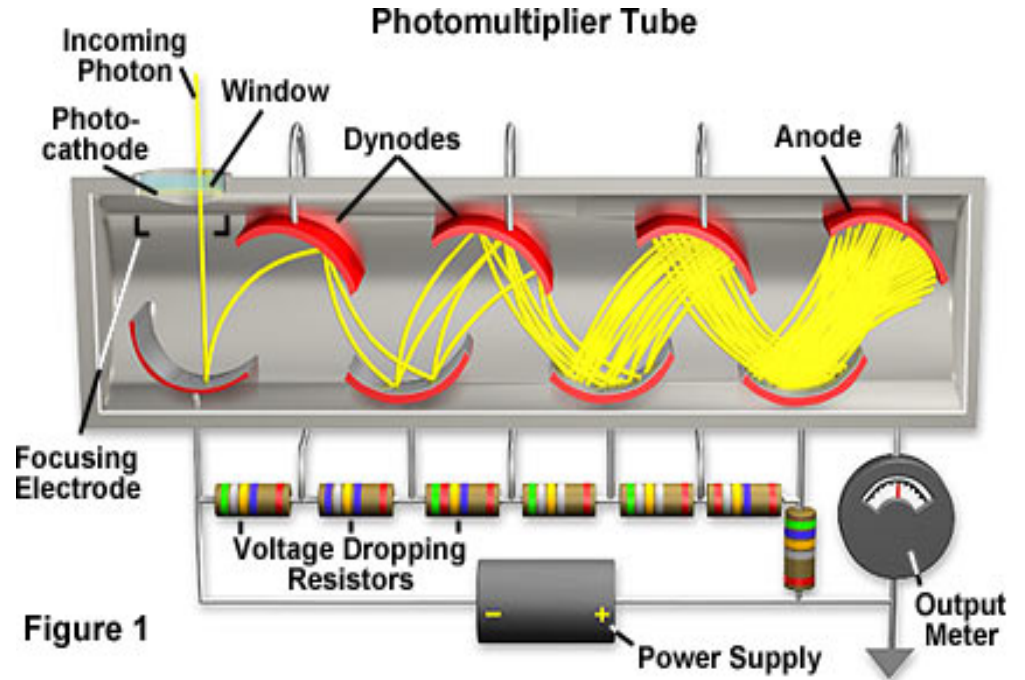 Photomultiplier Tube
Incoming
Photon
Window
Photo-
cathode
Dynodes
Anode
Focusing
Electrode
Voltage Dropping
Resistors
Output
Meter
Figure 1
− +
Power Supply